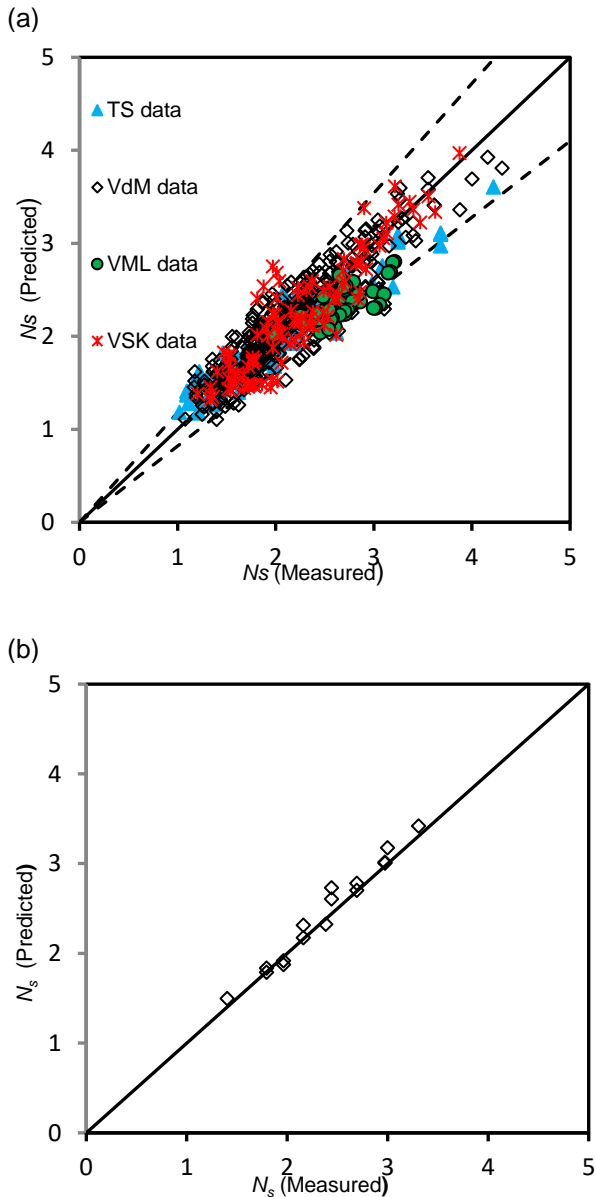 (a)
5
4
3
2
1
0
0 1 2 3 4 5
Ns (Predicted)
Ns (Measured)
TS data
VdM data
VML data
VSK data
(b)
5
4
3
2
1
0
0 1 2 3 4 5
Ns (Predicted)
Ns (Measured)